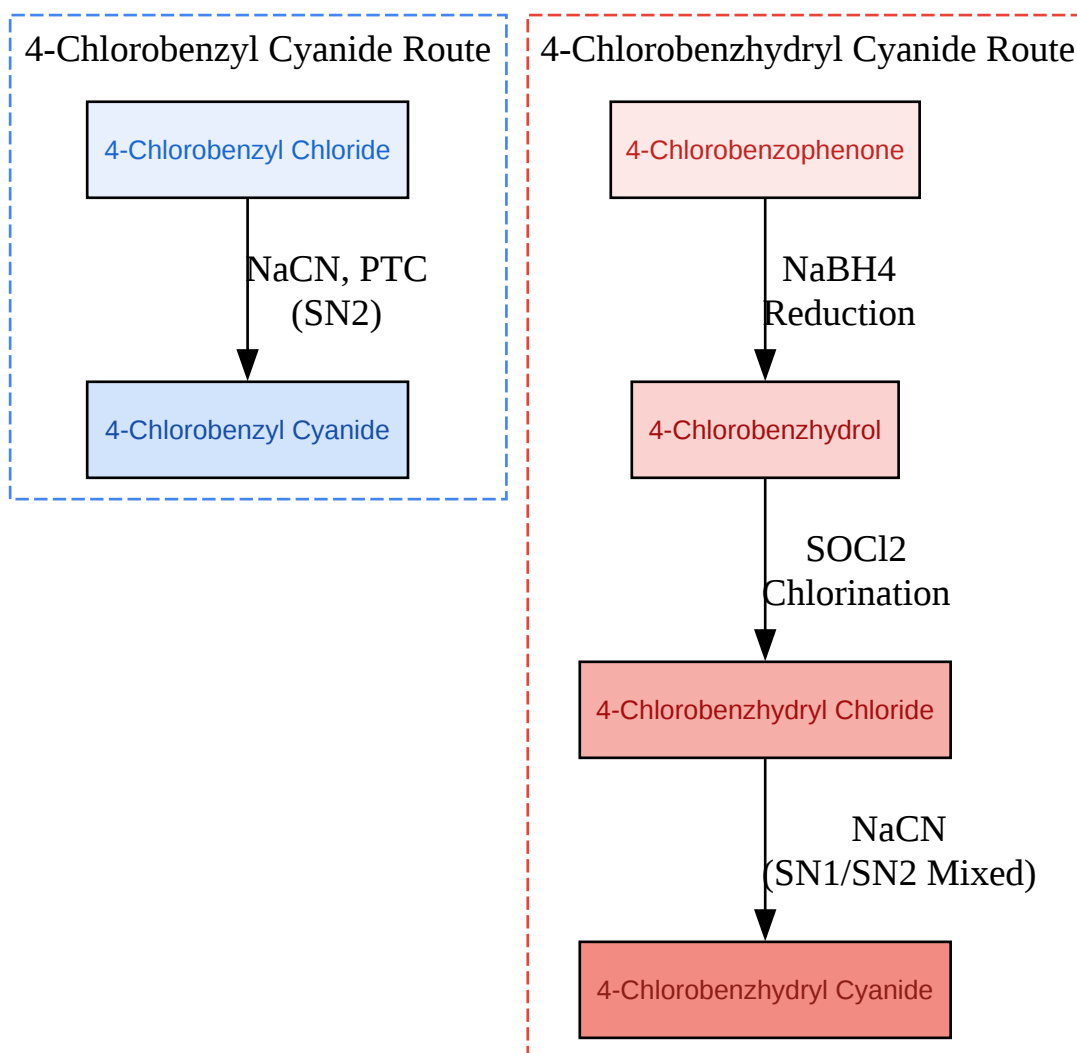 4-Chlorobenzyl Cyanide Route
4-Chlorobenzyl Chloride
NaCN, PTC
(SN2)
4-Chlorobenzyl Cyanide
4-Chlorobenzhydryl Cyanide Route
4-Chlorobenzophenone
NaBH4
Reduction
4-Chlorobenzhydrol
SOCl2
Chlorination
4-Chlorobenzhydryl Chloride
NaCN
(SN1/SN2 Mixed)
4-Chlorobenzhydryl Cyanide